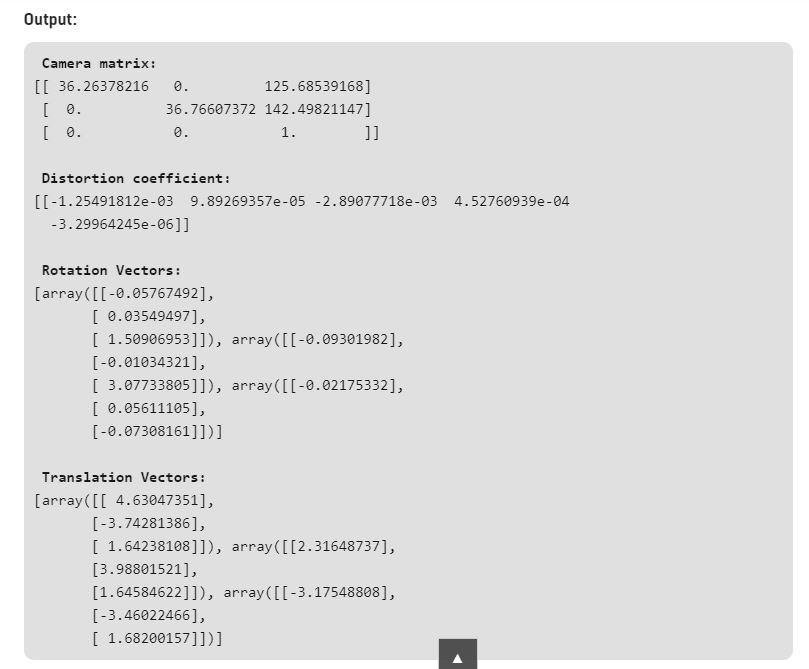 Output:
Camera matrix:
[[ 36.26378216   0.         125.68539168]
 [  0.          36.76607372 142.49821147]
 [  0.           0.           1.        ]]
Distortion coefficient:
[[-1.25491812e-03  9.89269357e-05 -2.89077718e-03  4.52760939e-04
  -3.29964245e-06]]
Rotation Vectors:
[array([[-0.05767492],
       [ 0.03549497],
       [ 1.50906953]]), array([[-0.09301982],
       [-0.01034321],
       [ 3.07733805]]), array([[-0.02175332],
       [ 0.05611105],
       [-0.07308161]])]
Translation Vectors:
[array([[ 4.63047351],
       [-3.74281386],
       [ 1.64238108]]), array([[2.31648737],
       [3.98801521],
       [1.64584622]]), array([[-3.17548808],
       [-3.46022466],
       [ 1.68200157]])]